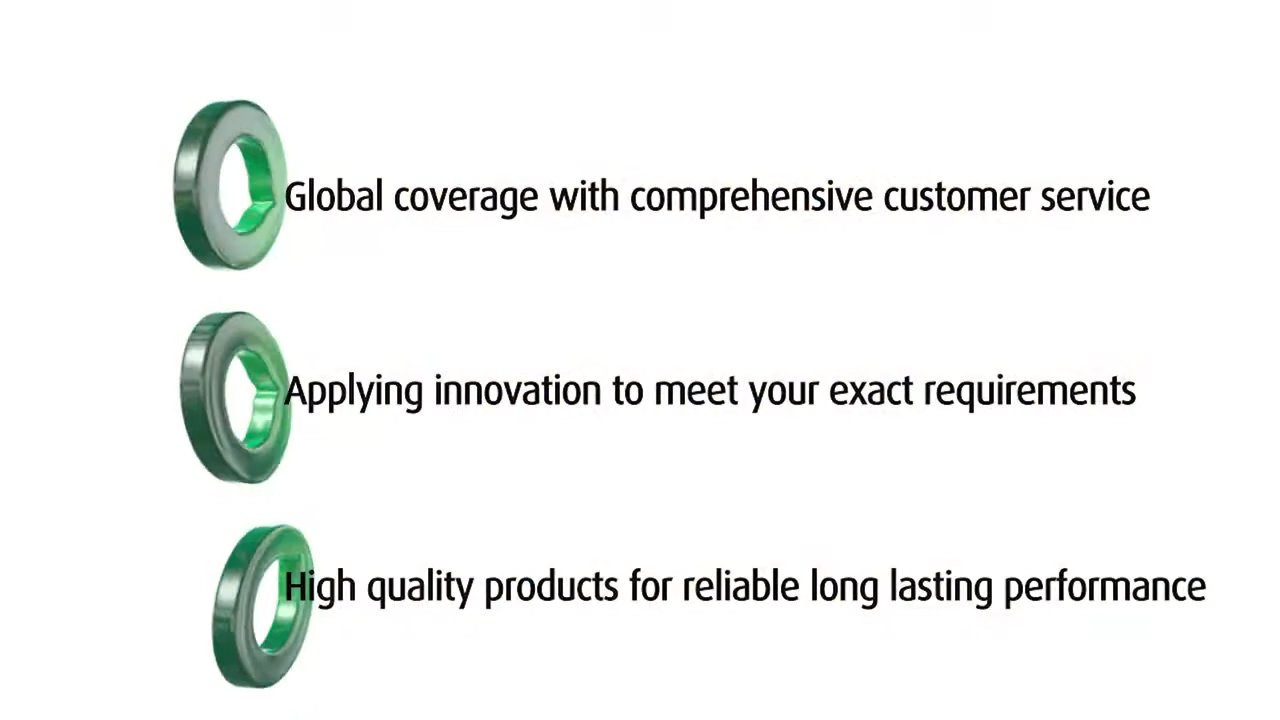 Global coverage with comprehensive customer service
Applying innovation to meet your exact requirements
High quality products for reliable long lasting performance